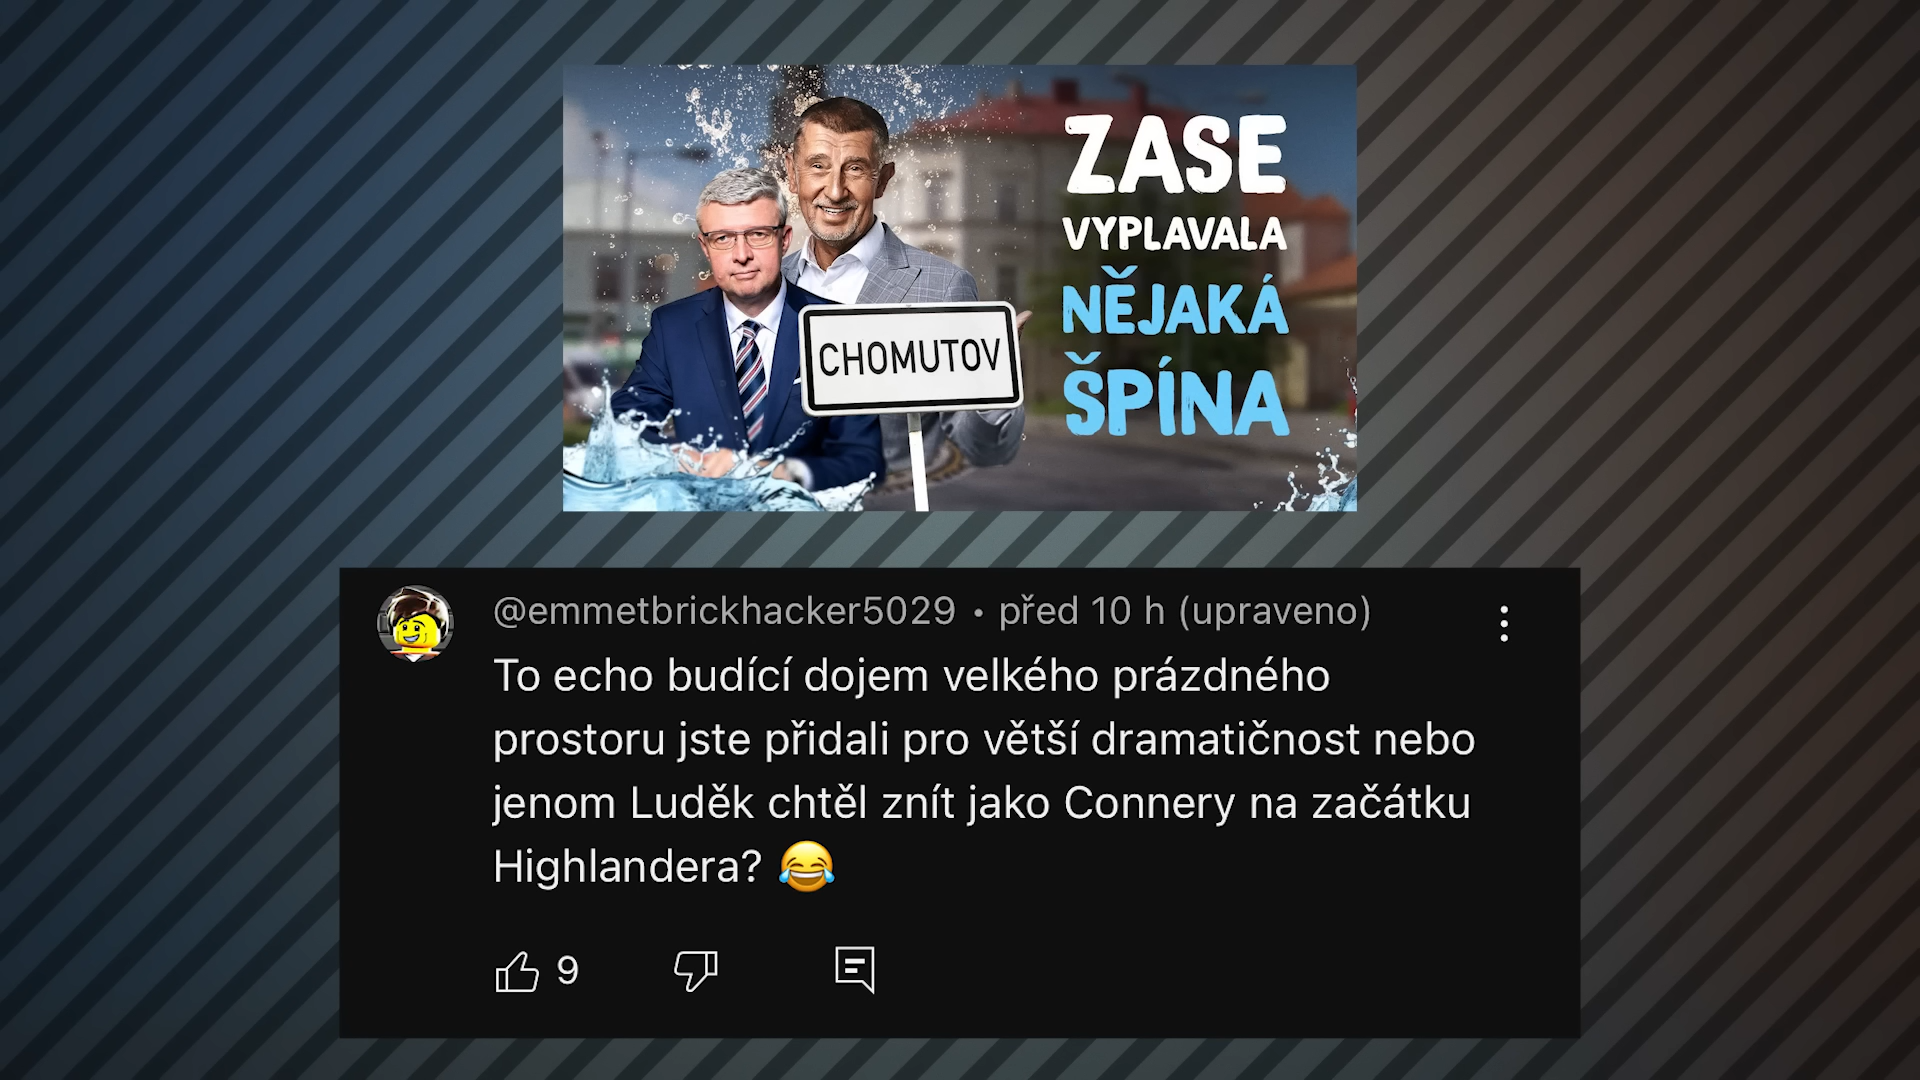 ZASE
VYPLAVALA
NĚJAKÁ
ŠPÍNA
CHOMUTOV
@emmetbrickhacker5029 • před 10 h (upraveno)
To echo budící dojem velkého prázdného
prostoru jste přidali pro větší dramatičnost nebo
jenom Luděk chtěl znít jako Connery na začátku
Highlandera? 😂
9